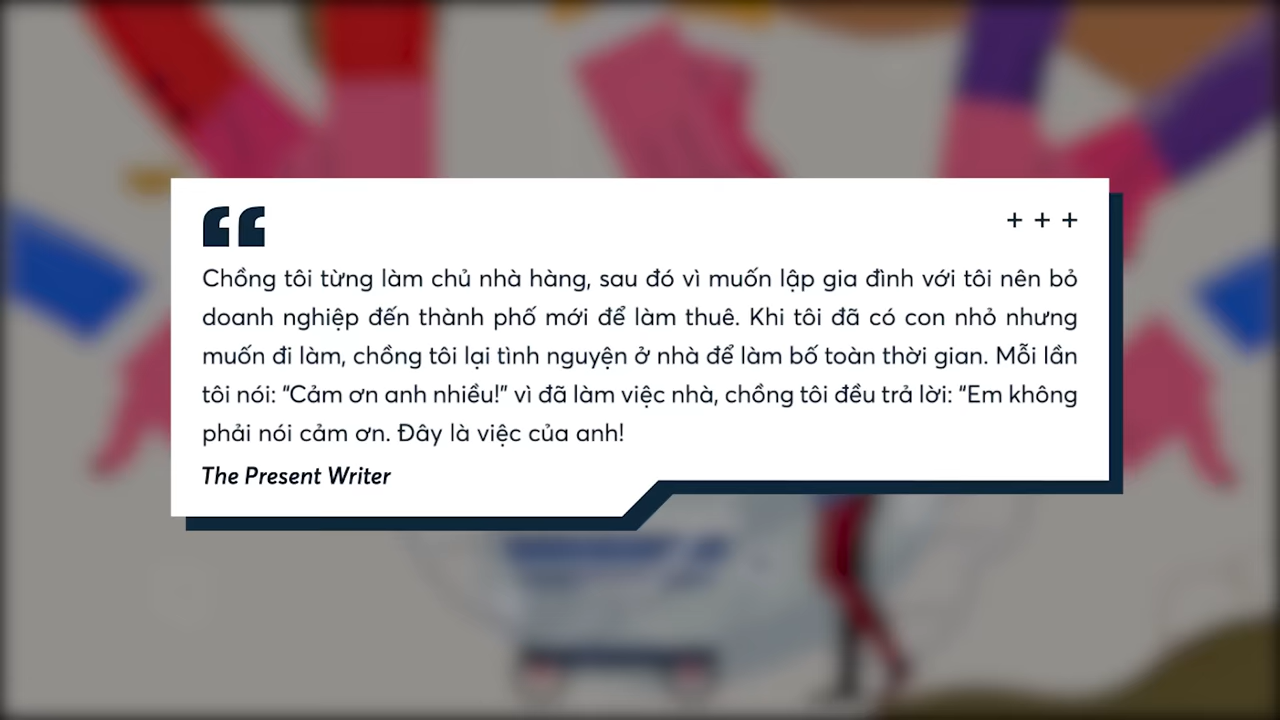 Chồng tôi từng làm chủ nhà hàng, sau đó vì muốn lập gia đình với tôi nên bỏ
doanh nghiệp đến thành phố mới để làm thuê. Khi tôi đã có con nhỏ nhưng
muốn đi làm, chồng tôi lại tình nguyện ở nhà để làm bố toàn thời gian. Mỗi lần
tôi nói: “Cảm ơn anh nhiều!” vì đã làm việc nhà, chồng tôi đều trả lời: “Em không
phải nói cảm ơn. Đây là việc của anh!
The Present Writer